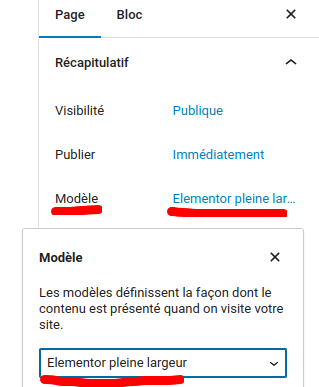 Page Bloc
Récapitulatif
Visibilité Publique
Publier Immédiatement
Modèle Elementor pleine lar...
Modèle
Les modèles définissent la façon dont le
contenu est présenté quand on visite votre
site.
Elementor pleine largeur